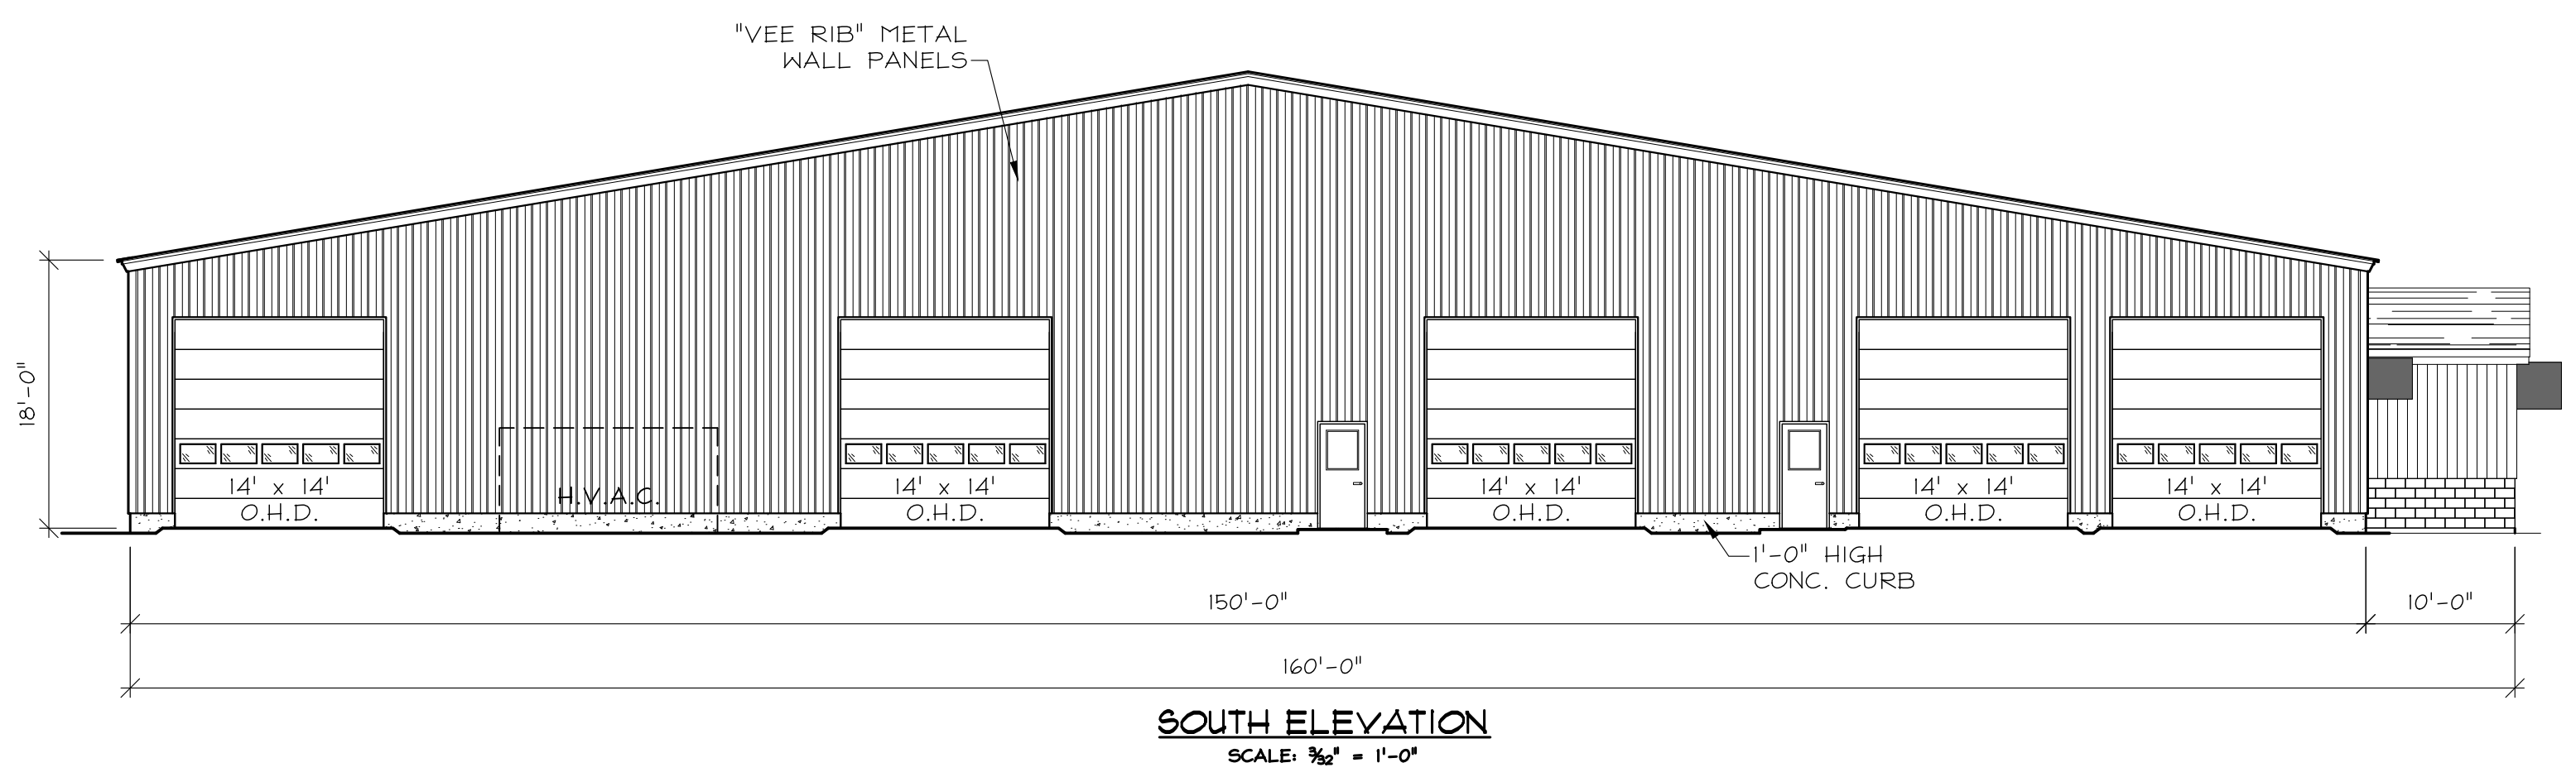 "VEE RIB" METAL
WALL PANELS
18'-0"
14' x 14'
O.H.D.
H.V.A.C.
14' x 14'
O.H.D.
14' x 14'
O.H.D.
14' x 14'
O.H.D.
14' x 14'
O.H.D.
1'-0" HIGH
CONC. CURB
150'-0"
10'-0"
160'-0"
SOUTH ELEVATION
SCALE: 3/32" = 1'-0"